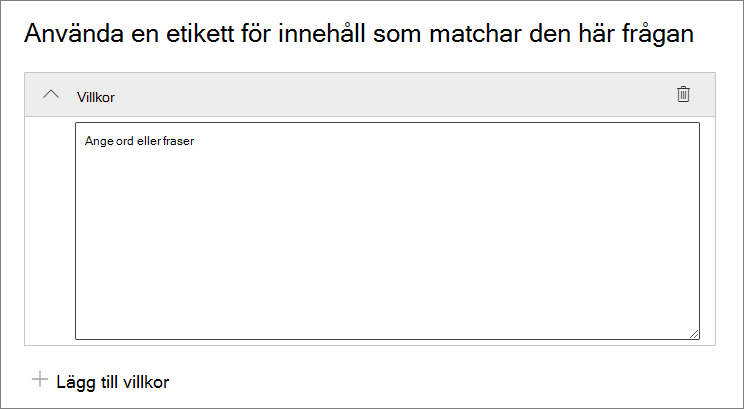 Använda en etikett för innehåll som matchar den här frågan
Villkor
Ange ord eller fraser
Lägg till villkor